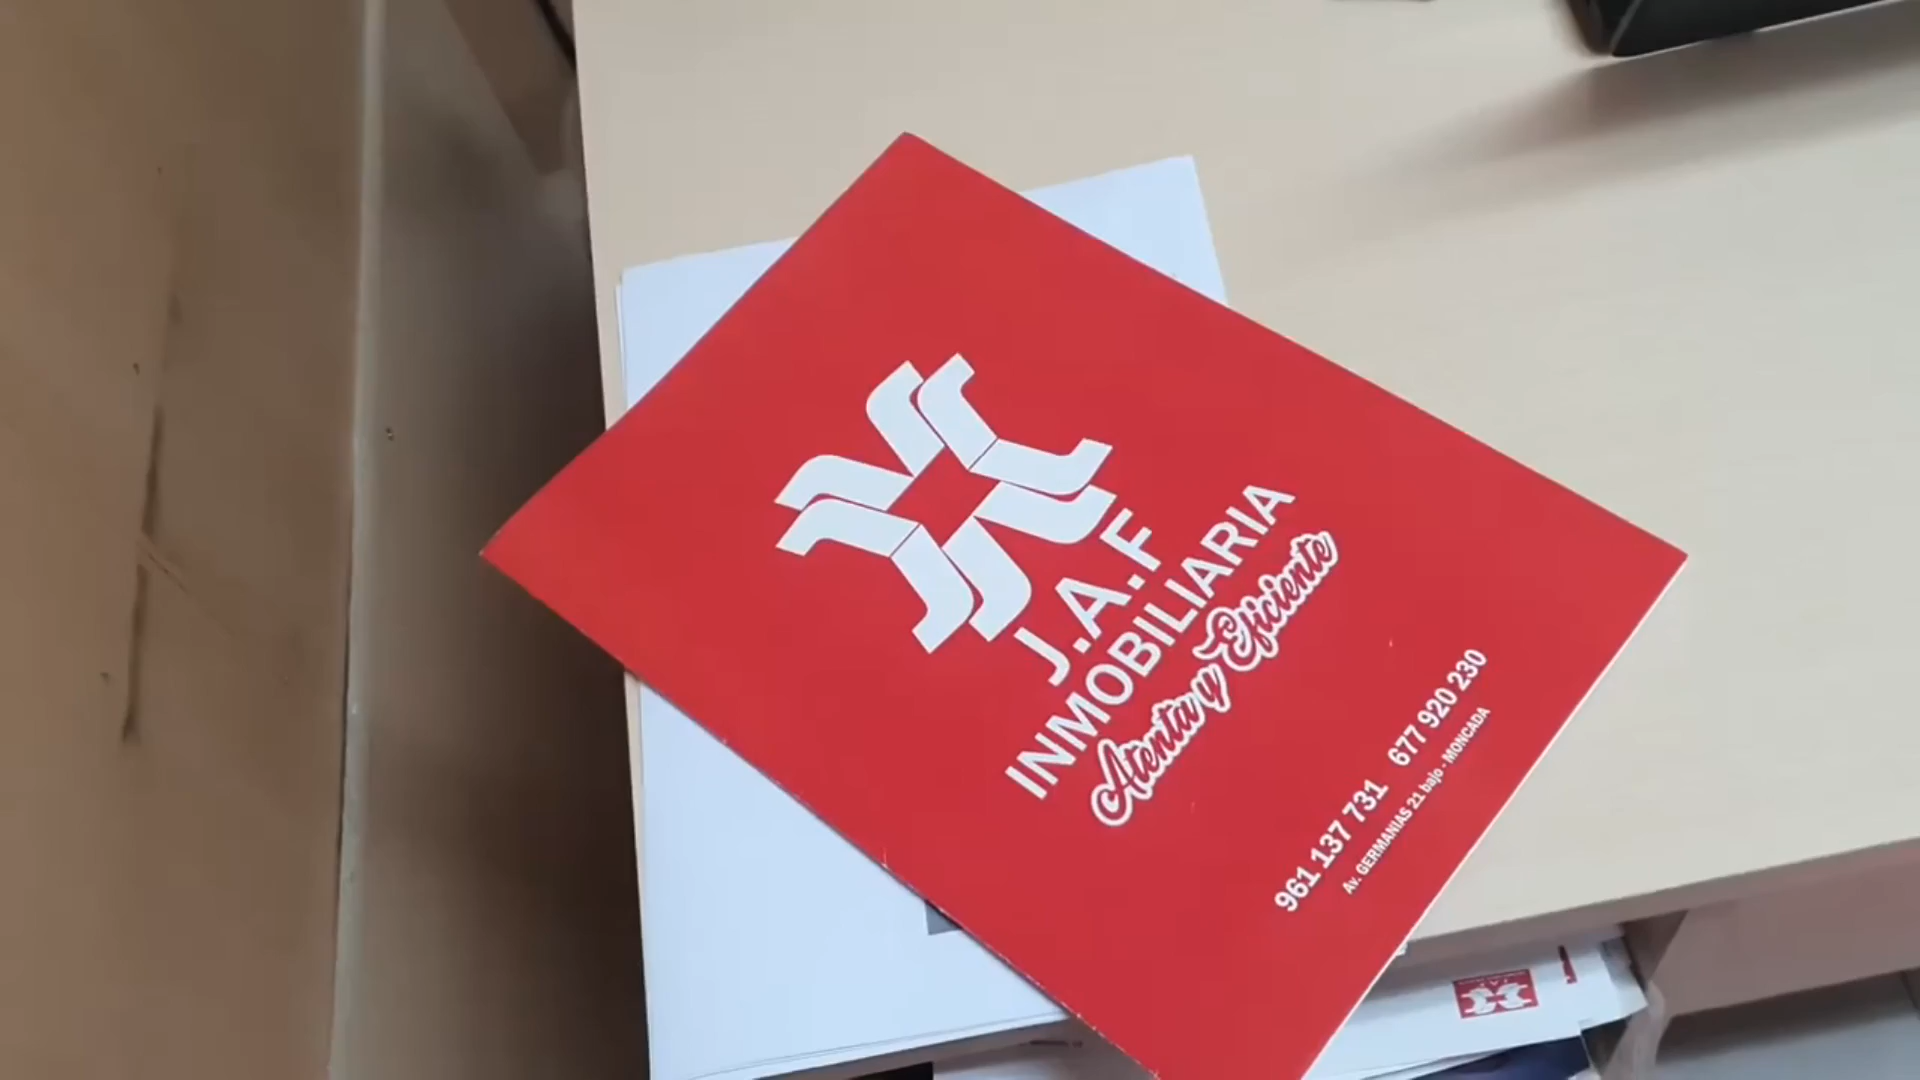 J.A.F
INMOBILIARIA
Atenta y Eficiente
961 137 731 677 920 230
Av. GERMANIAS 21 bajo - MONCADA